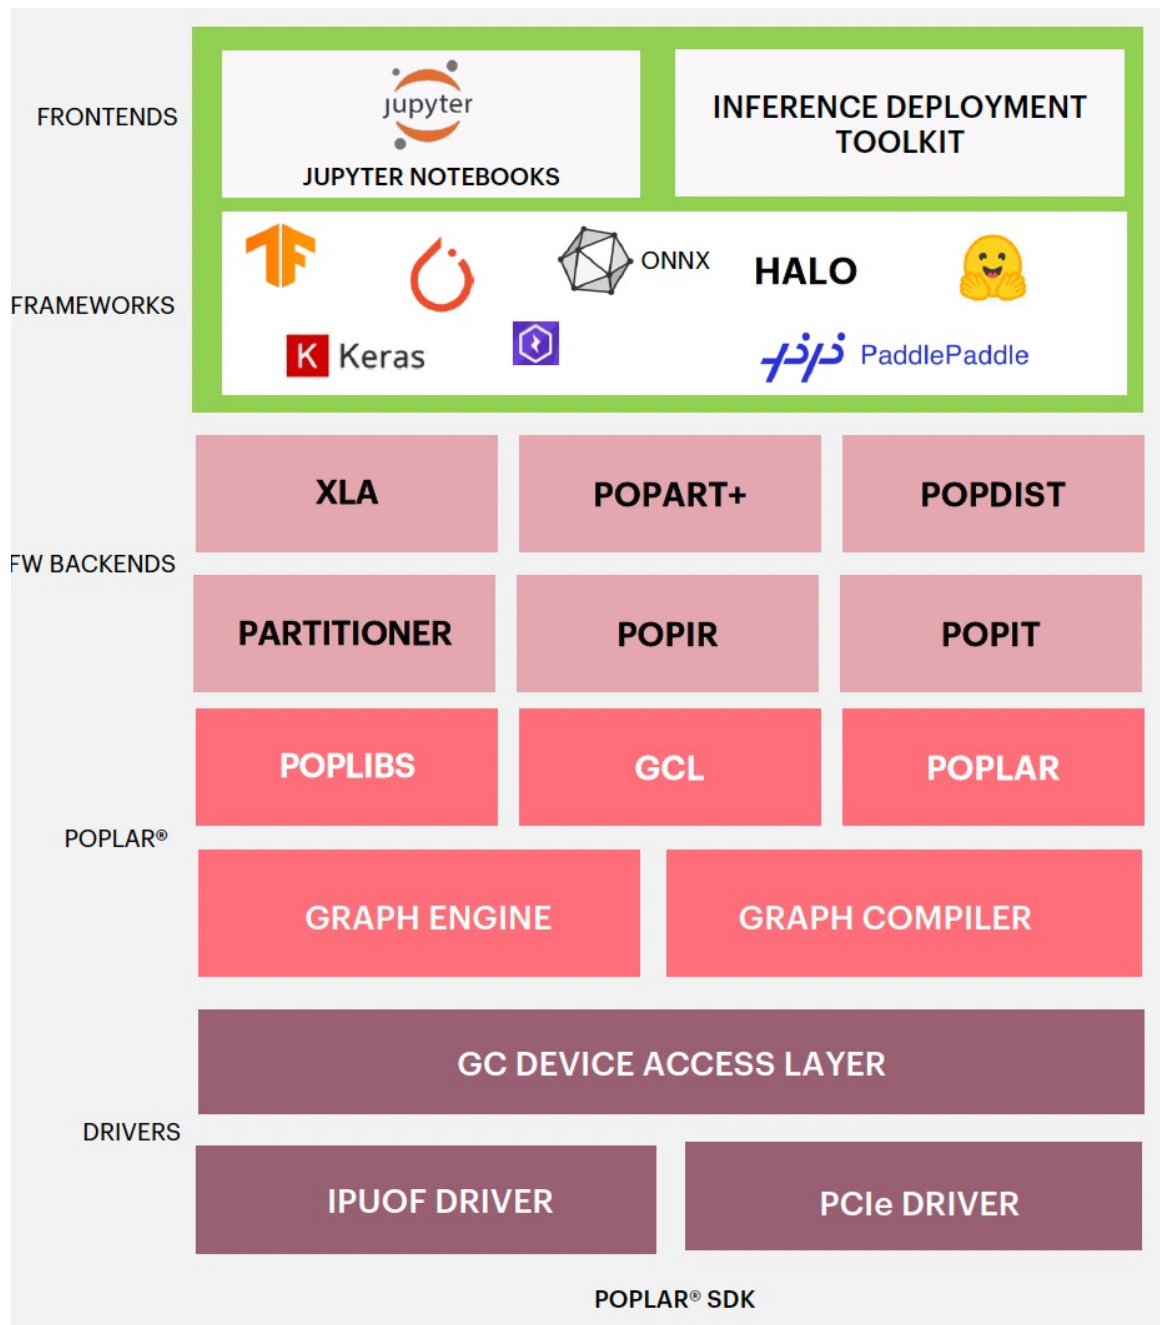 FRONTENDS
jupyter
JUPYTER NOTEBOOKS
INFERENCE DEPLOYMENT
TOOLKIT
FRAMEWORKS
ONNX
HALO
K Keras
PaddlePaddle
FW BACKENDS
XLA
POPART+
POPDIST
PARTITIONER
POPIR
POPIT
POPLAR®
POPLIBS
GCL
POPLAR
GRAPH ENGINE
GRAPH COMPILER
DRIVERS
GC DEVICE ACCESS LAYER
IPUOF DRIVER
PCIe DRIVER
POPLAR® SDK